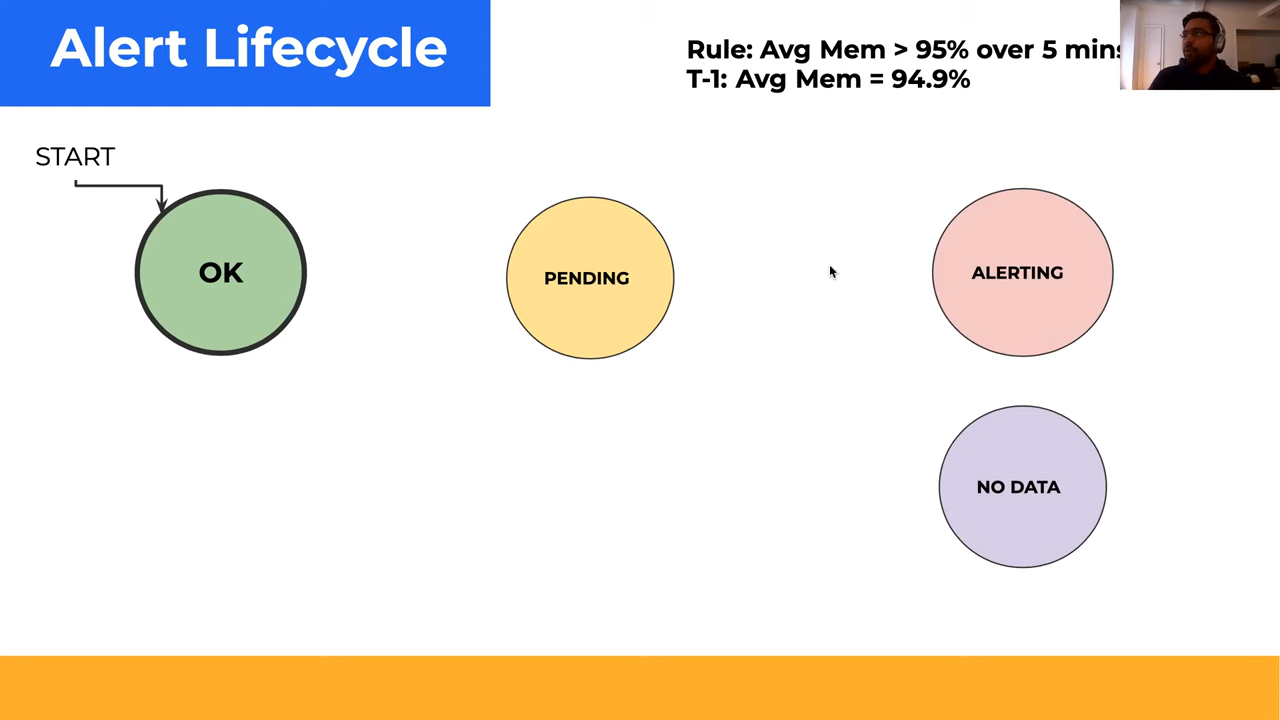 Alert Lifecycle
Rule: Avg Mem > 95% over 5 mins
T-1: Avg Mem = 94.9%
START
OK
PENDING
ALERTING
NO DATA